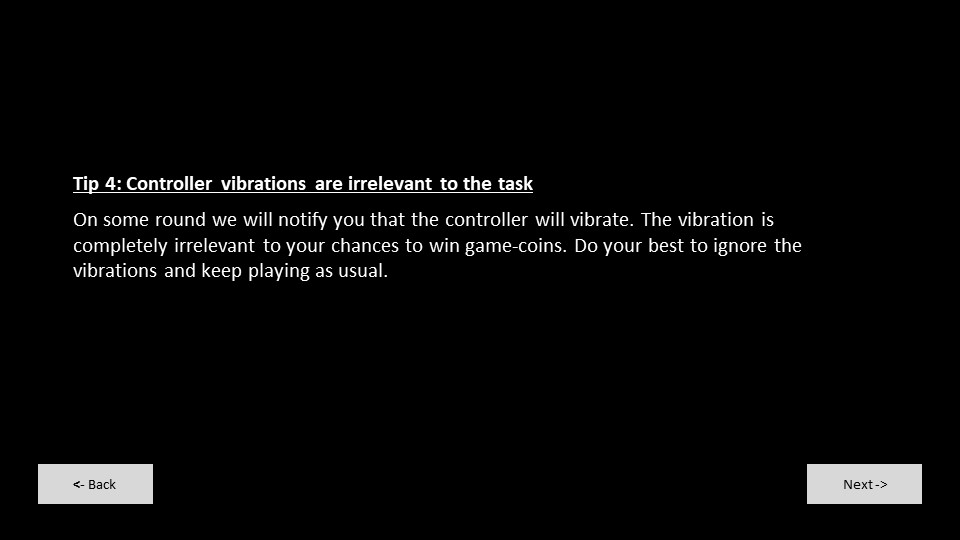 Tip 4: Controller vibrations are irrelevant to the task
On some round we will notify you that the controller will vibrate. The vibration is
completely irrelevant to your chances to win game-coins. Do your best to ignore the
vibrations and keep playing as usual.
<- Back
Next ->